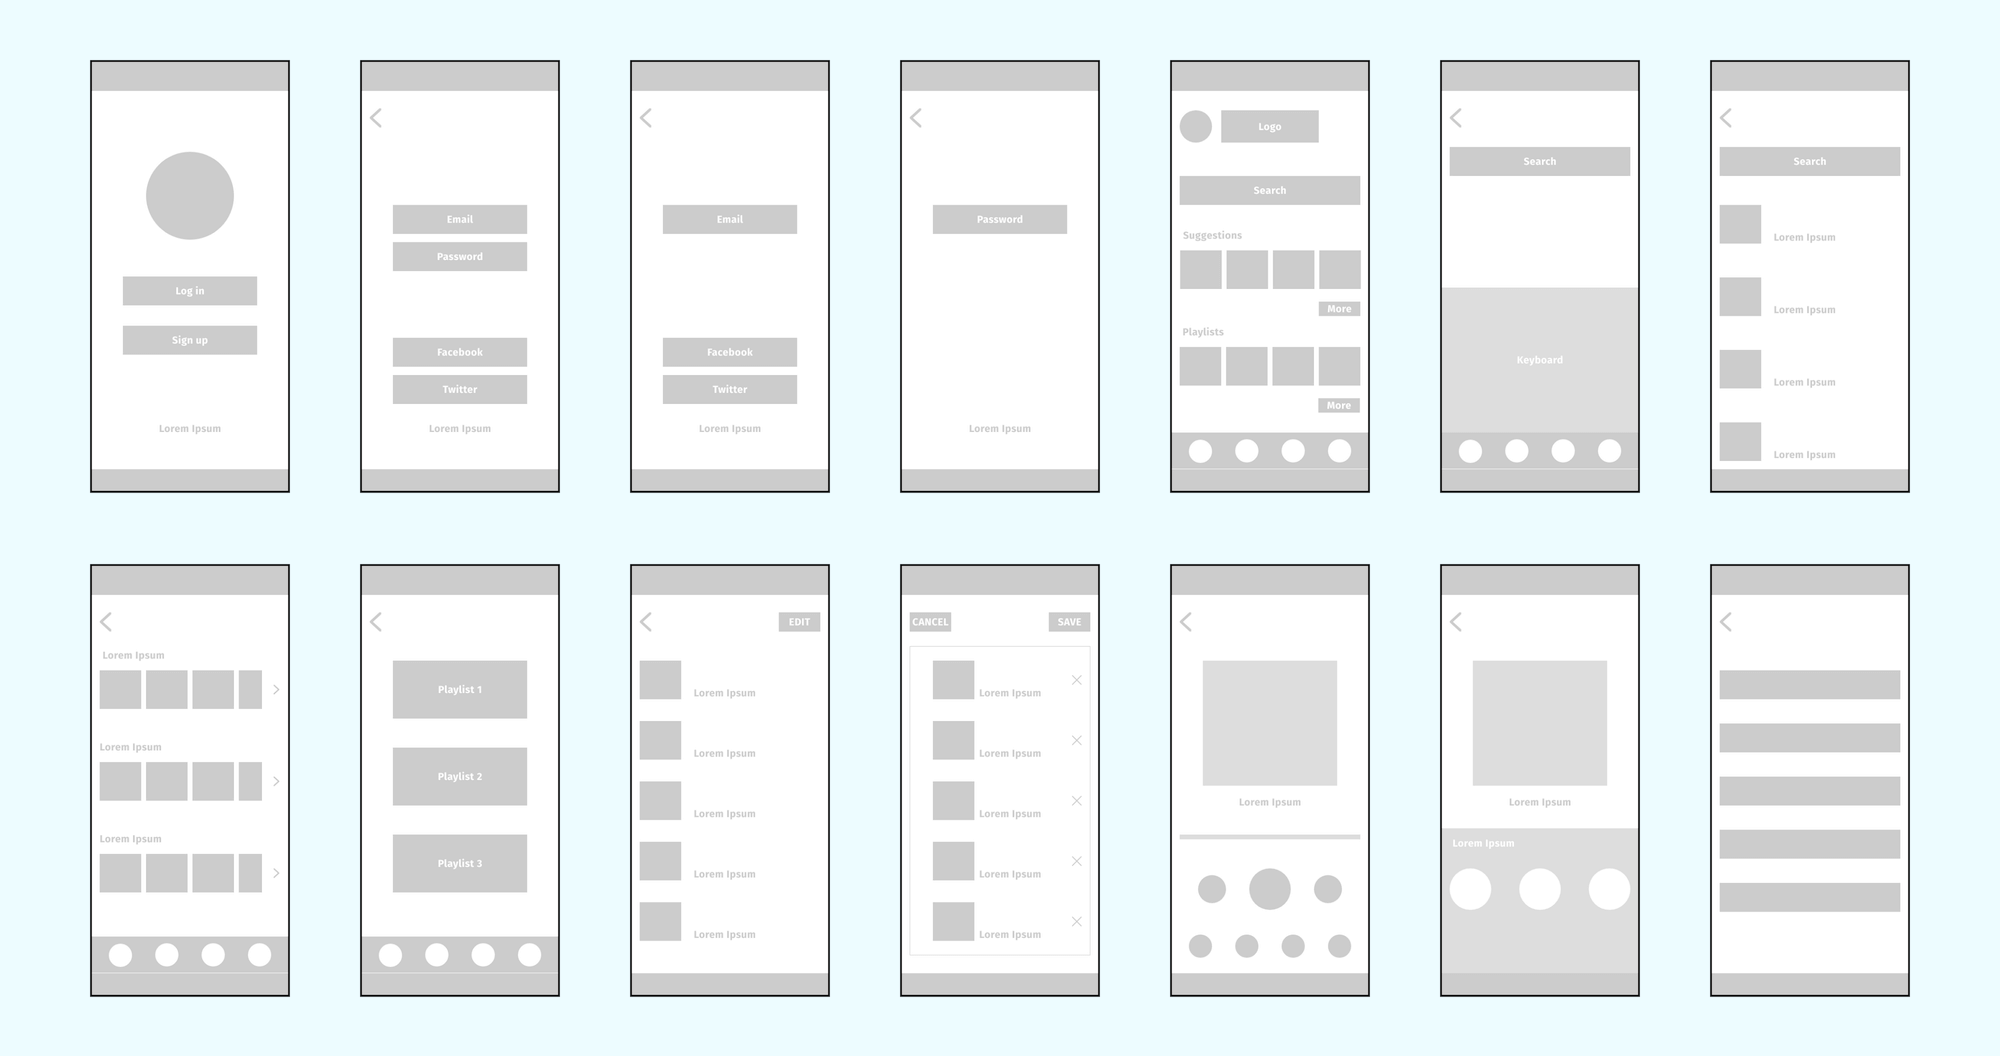 Log in
Sign up
Lorem Ipsum
Email
Password
Facebook
Twitter
Lorem Ipsum
Email
Facebook
Twitter
Lorem Ipsum
Password
Lorem Ipsum
Logo
Search
Suggestions
More
Playlists
More
Search
Keyboard
Search
Lorem Ipsum
Lorem Ipsum
Lorem Ipsum
Lorem Ipsum
Lorem Ipsum
Lorem Ipsum
Lorem Ipsum
Playlist 1
Playlist 2
Playlist 3
EDIT
Lorem Ipsum
Lorem Ipsum
Lorem Ipsum
Lorem Ipsum
Lorem Ipsum
CANCEL SAVE
Lorem Ipsum
Lorem Ipsum
Lorem Ipsum
Lorem Ipsum
Lorem Ipsum
Lorem Ipsum
Lorem Ipsum
Lorem Ipsum